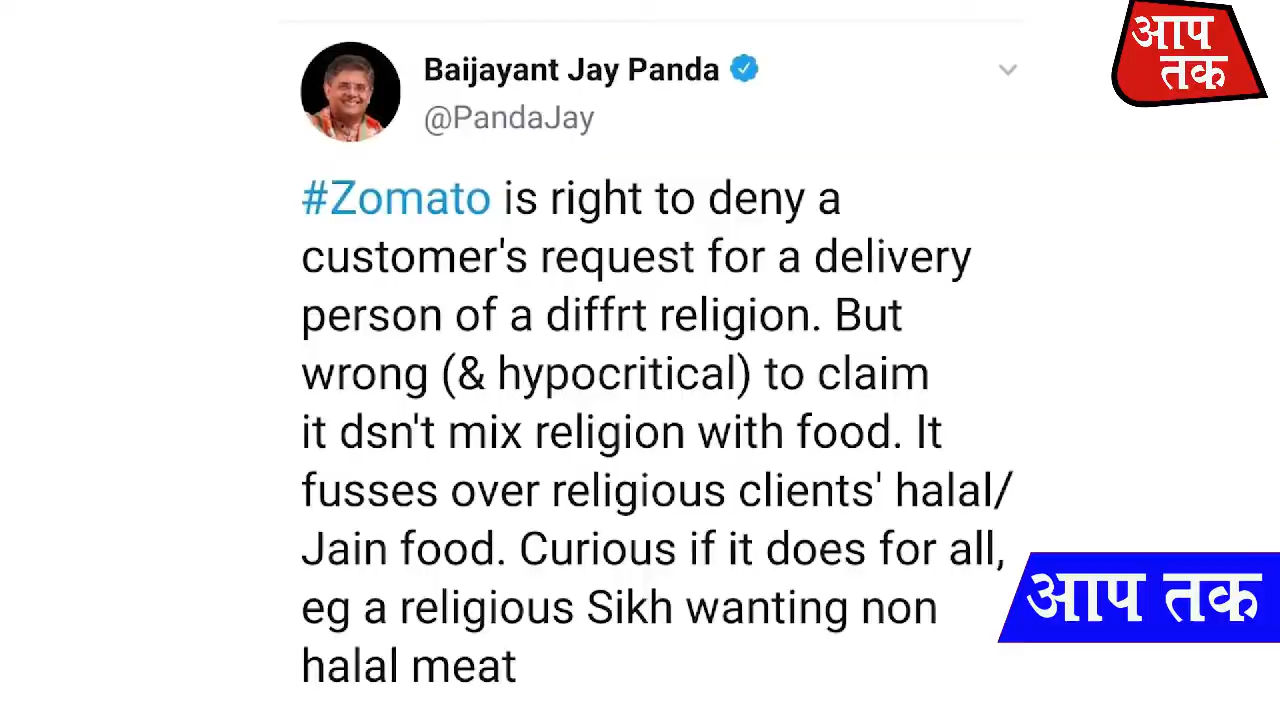 आप
तक
Baijayant Jay Panda
@PandaJay
#Zomato is right to deny a
customer's request for a delivery
person of a diffrt religion. But
wrong (& hypocritical) to claim
it dsn't mix religion with food. It
fusses over religious clients' halal/
Jain food. Curious if it does for all,
eg a religious Sikh wanting non
halal meat
आप तक